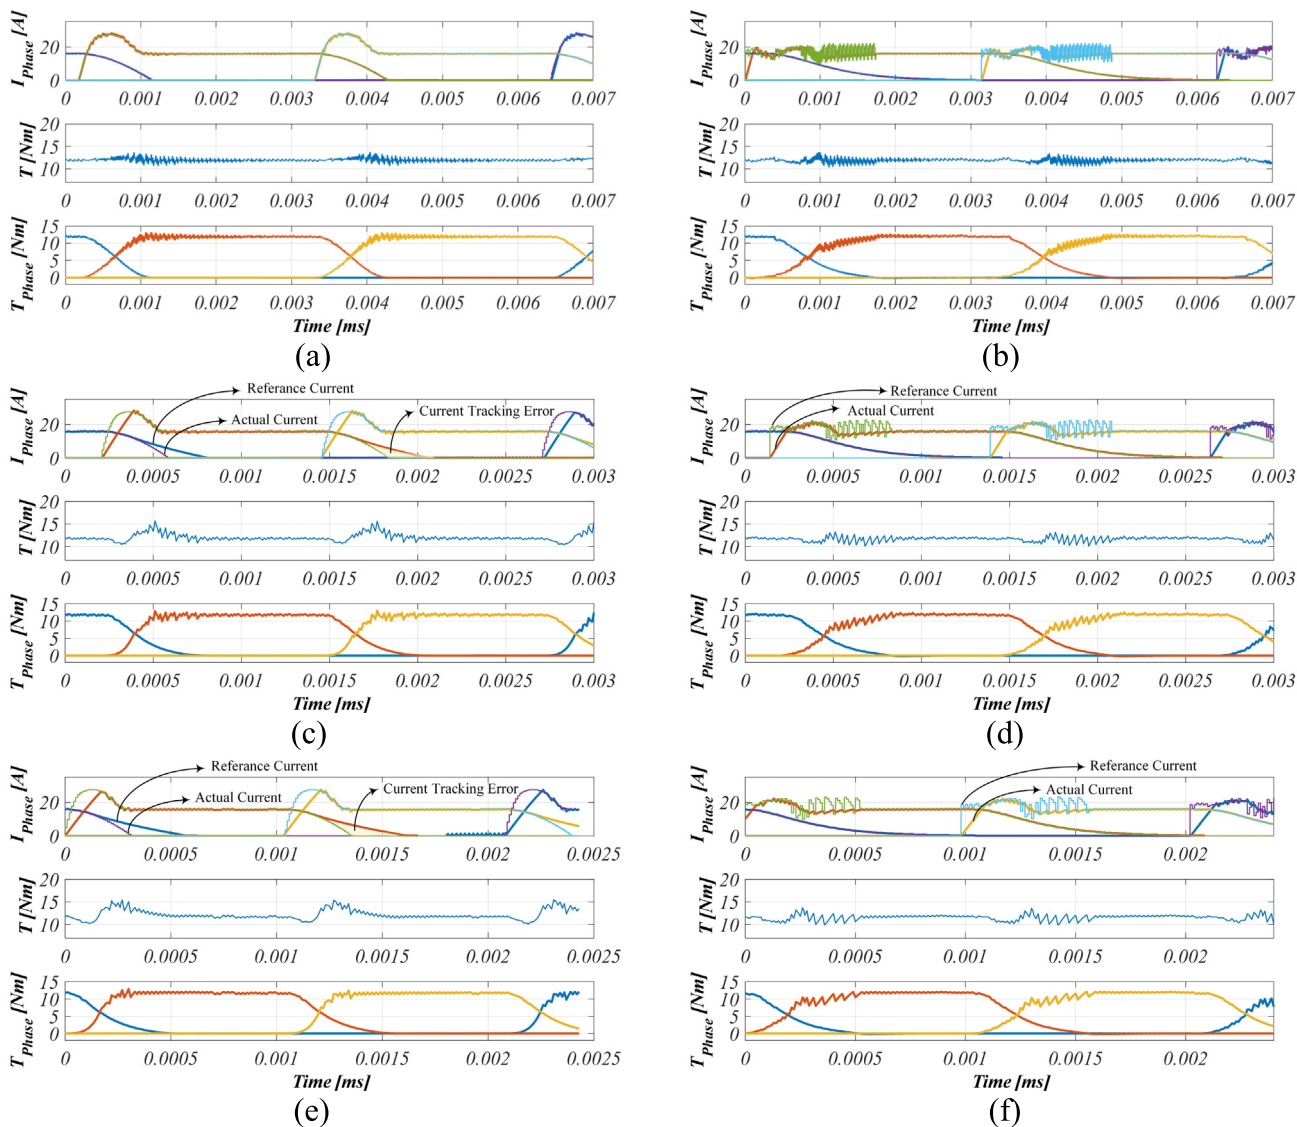 I_Phase [A]
20
0
0 0.001 0.002 0.003 0.004 0.005 0.006 0.007
T [Nm]
20
15
10
0 0.001 0.002 0.003 0.004 0.005 0.006 0.007
T_Phase [Nm]
15
10
5
0
0 0.001 0.002 0.003 0.004 0.005 0.006 0.007
Time [ms]
(a)
I_Phase [A]
20
0
0 0.001 0.002 0.003 0.004 0.005 0.006 0.007
T [Nm]
20
15
10
0 0.001 0.002 0.003 0.004 0.005 0.006 0.007
T_Phase [Nm]
15
10
5
0
0 0.001 0.002 0.003 0.004 0.005 0.006 0.007
Time [ms]
(b)
Referance Current
Actual Current
Current Tracking Error
I_Phase [A]
20
0
0 0.0005 0.001 0.0015 0.002 0.0025 0.003
T [Nm]
20
15
10
0 0.0005 0.001 0.0015 0.002 0.0025 0.003
T_Phase [Nm]
15
10
5
0
0 0.0005 0.001 0.0015 0.002 0.0025 0.003
Time [ms]
(c)
Referance Current
Actual Current
I_Phase [A]
20
0
0 0.0005 0.001 0.0015 0.002 0.0025 0.003
T [Nm]
20
15
10
0 0.0005 0.001 0.0015 0.002 0.0025 0.003
T_Phase [Nm]
15
10
5
0
0 0.0005 0.001 0.0015 0.002 0.0025 0.003
Time [ms]
(d)
Referance Current
Actual Current
Current Tracking Error
I_Phase [A]
20
0
0 0.0005 0.001 0.0015 0.002 0.0025
T [Nm]
20
15
10
0 0.0005 0.001 0.0015 0.002 0.0025
T_Phase [Nm]
15
10
5
0
0 0.0005 0.001 0.0015 0.002 0.0025
Time [ms]
(e)
Referance Current
Actual Current
I_Phase [A]
20
0
0 0.0005 0.001 0.0015 0.002
T [Nm]
20
15
10
0 0.0005 0.001 0.0015 0.002
T_Phase [Nm]
15
10
5
0
0 0.0005 0.001 0.0015 0.002
Time [ms]
(f)